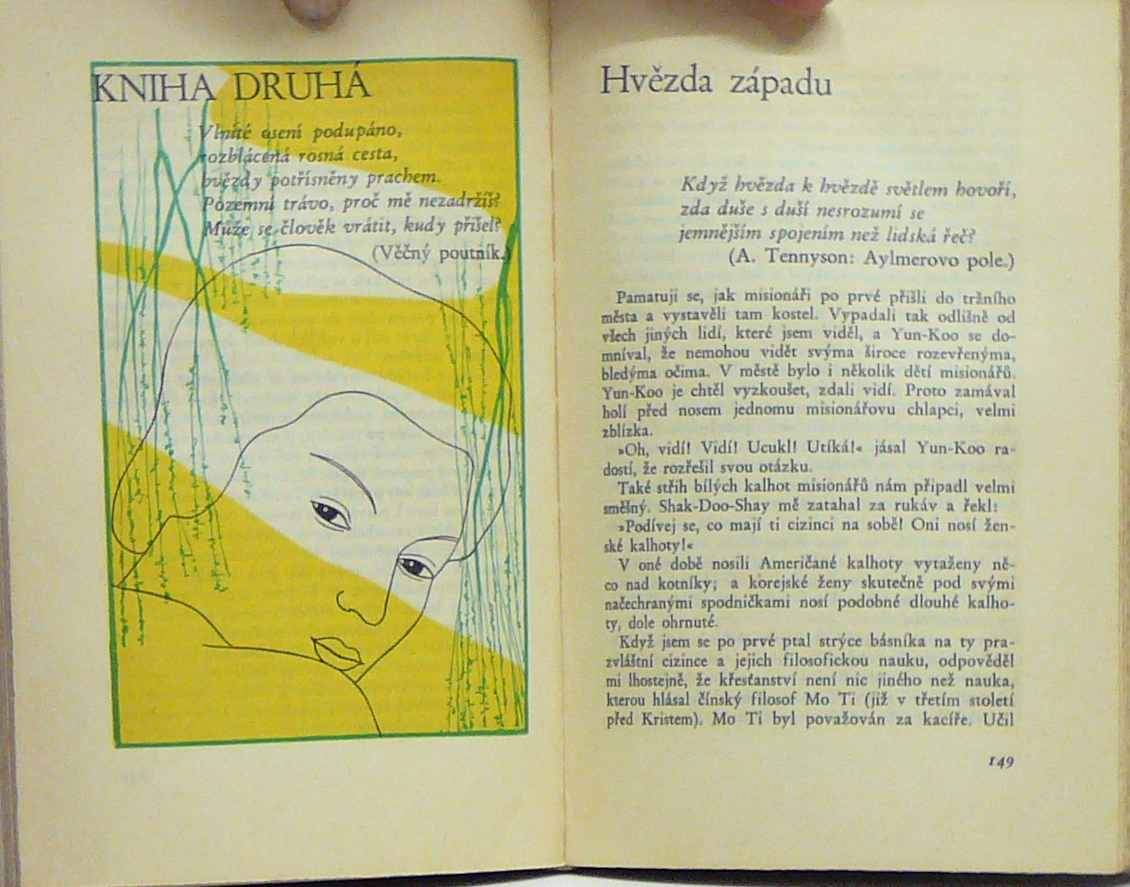 KNIHA DRUHÁ
Vlnité osení podupáno,
rozblácená rosná cesta,
hvězdy potřísněny prachem.
Pozemní trávo, proč mě nezadržíš?
Může se člověk vrátit, kudy přišel?
(Věčný poutník.)
Hvězda západu
Když hvězda k hvězdě světlem hovoří,
zda duše s duší nesrozumí se
jemnějším spojením než lidská řeč?
(A. Tennyson: Aylmerovo pole.)
Pamatuji se, jak misionáři po prvé přišli do tržního
města a vystavěli tam kostel. Vypadali tak odlišně od
všech jiných lidí, které jsem viděl, a Yun-Koo se do-
mníval, že nemohou vidět svýma široce rozevřenýma,
bledýma očima. V městě bylo i několik dětí misionářů.
Yun-Koo je chtěl vyzkoušet, zdali vidí. Proto zamával
holí před nosem jednomu misionářovu chlapci, velmi
zblízka.
»Oh, vidí! Vidí! Ucukl! Utíká!« jásal Yun-Koo ra-
dostí, že rozřešil svou otázku.
Také střih bílých kalhot misionářů nám připadl velmi
směšný. Shak-Doo-Shay mě zatahal za rukáv a řekl:
»Podívej se, co mají ti cizinci na sobě! Oni nosí žen-
ské kalhoty!«
V oné době nosili Američané kalhoty vytaženy ně-
co nad kotníky; a korejské ženy skutečně pod svými
načechranými spodničkami nosí podobné dlouhé kalho-
ty, dole ohrnuté.
Když jsem se po prvé ptal strýce básníka na ty pra-
zvláštní cizince a jejich filosofickou nauku, odpověděl
mi lhostejně, že křesťanství není nic jiného než nauka,
kterou hlásal čínský filosof Mo Ti (již v třetím století
před Kristem). Mo Ti byl považován za kacíře. Učil
149